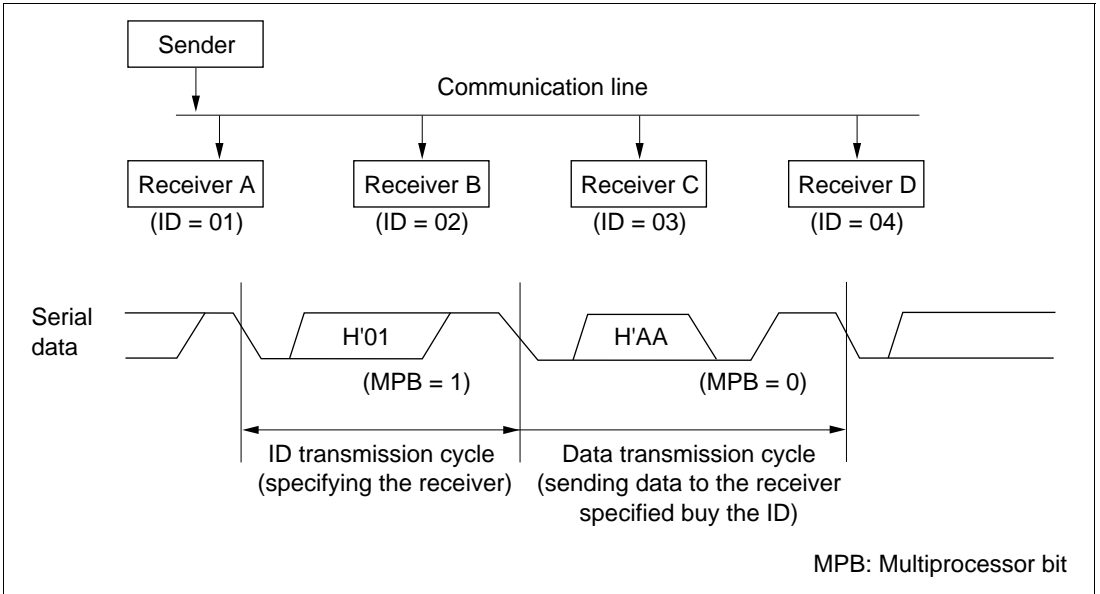 Sender
Communication line
Receiver A
Receiver B
Receiver C
Receiver D
(ID = 01)
(ID = 02)
(ID = 03)
(ID = 04)
Serial
data
H'01
H'AA
(MPB = 1)
(MPB = 0)
ID transmission cycle
(specifying the receiver)
Data transmission cycle
(sending data to the receiver
specified buy the ID)
MPB: Multiprocessor bit